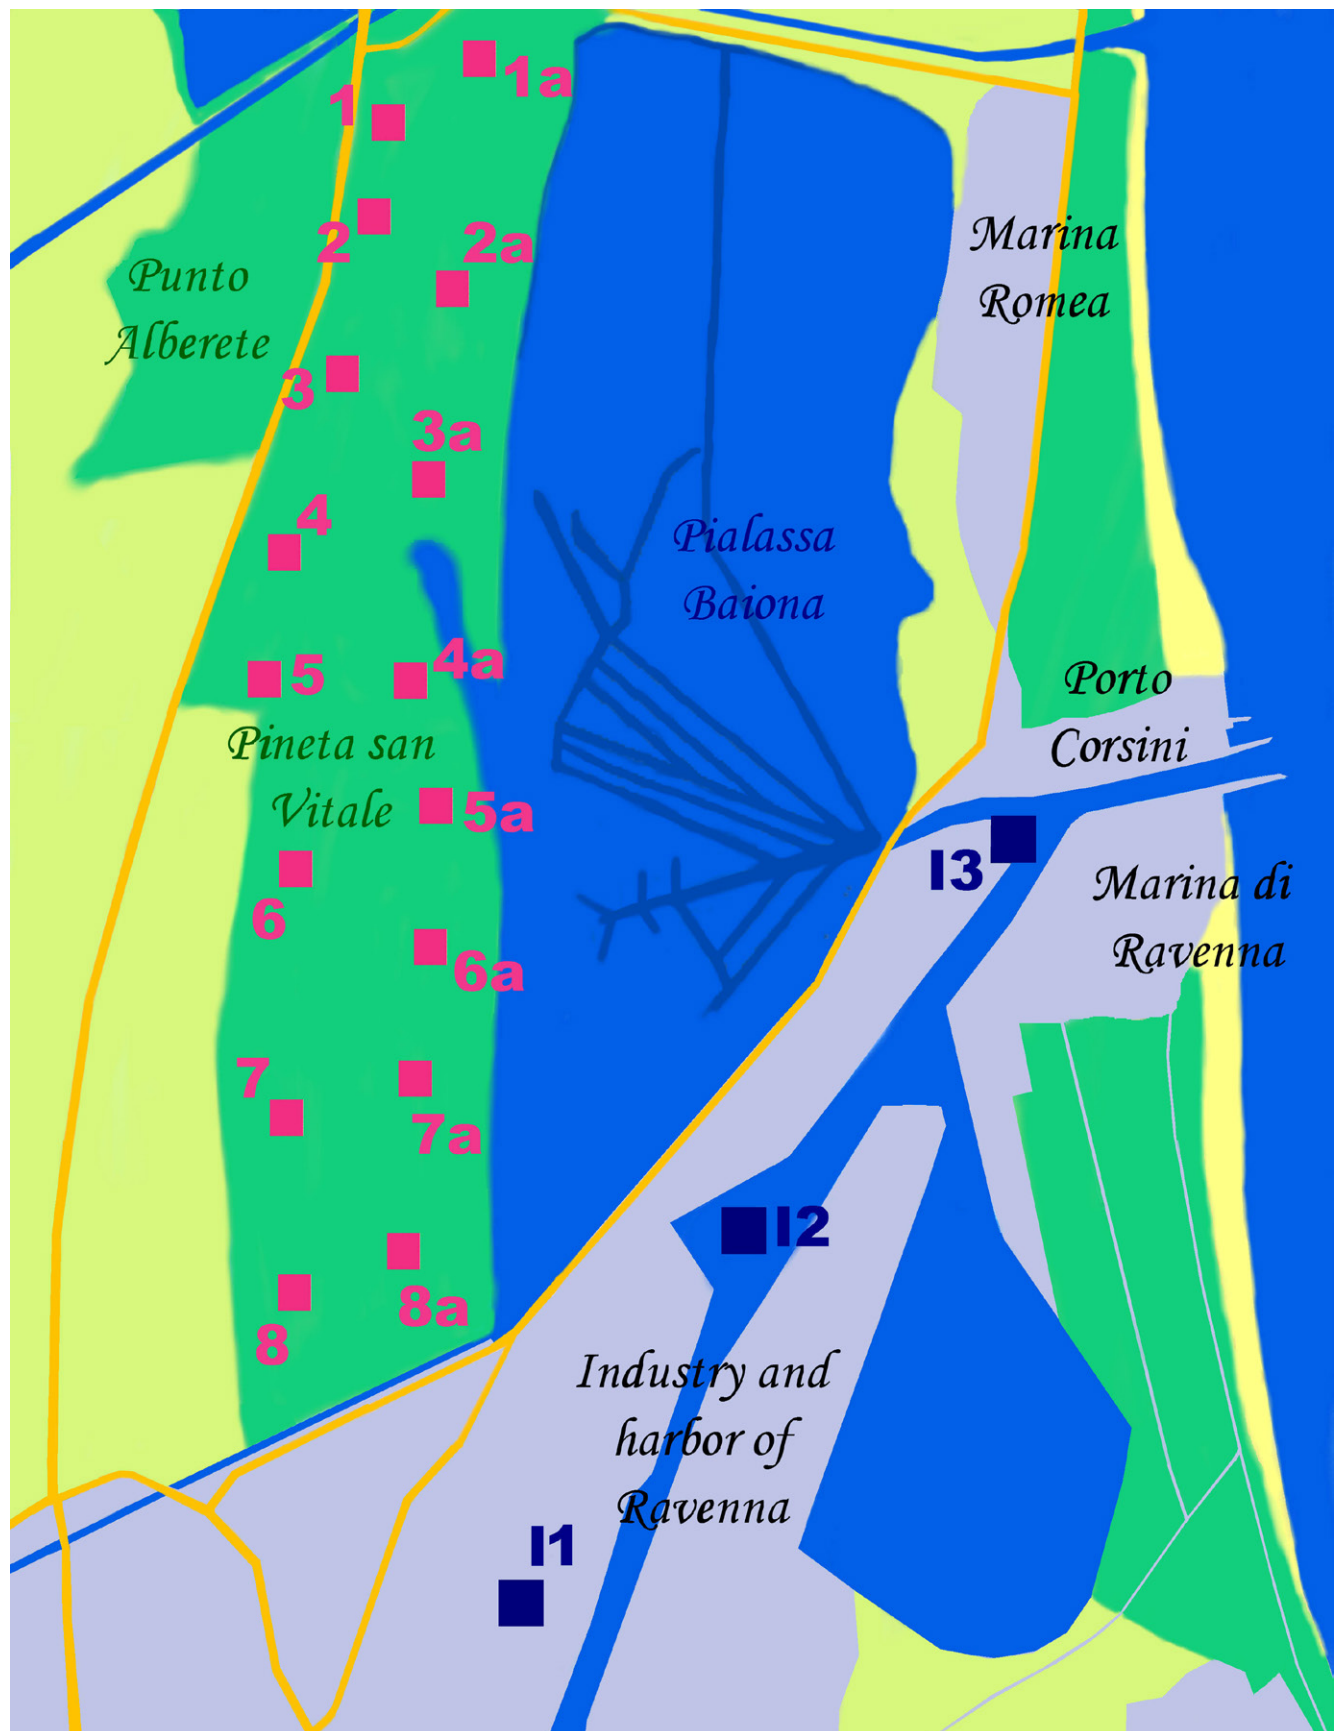 1a
1
2
2a
Marina
Romea
Punto
Alberete
3
3a
4
Pialassa
Baiona
4a
5
Porto
Corsini
Pineta san
Vitale
5a
I3
Marina di
Ravenna
6
6a
7
7a
I2
8a
8
Industry and
harbor of
Ravenna
I1